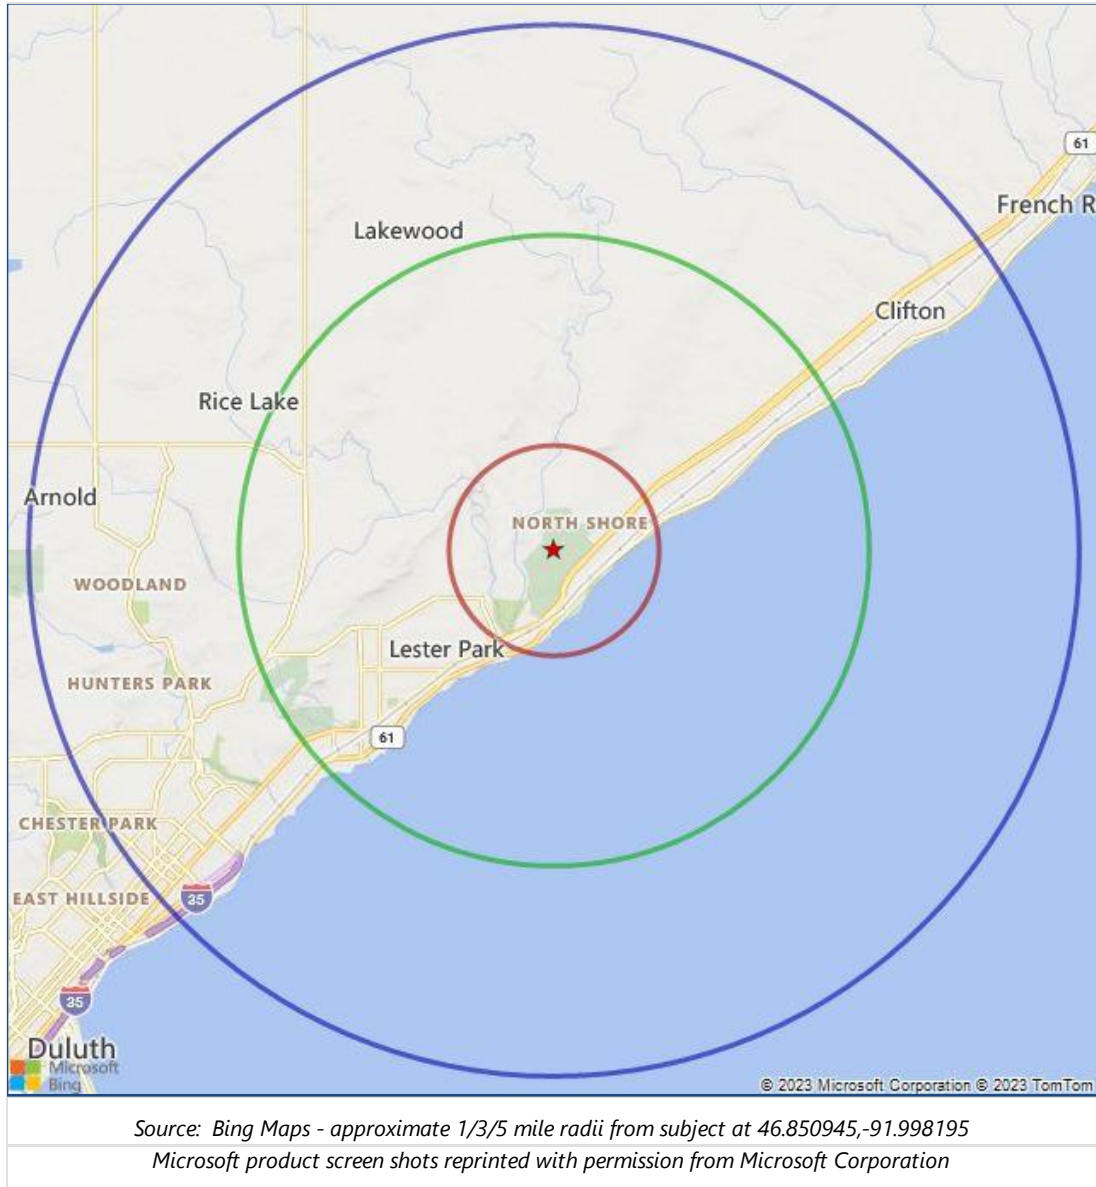 61
French R
Lakewood
Clifton
Rice Lake
Arnold
NORTH SHORE
WOODLAND
Lester Park
HUNTERS PARK
61
CHESTER PARK
EAST HILLSIDE
35
35
Duluth
Microsoft
Bing
© 2023 Microsoft Corporation © 2023 TomTom
Source: Bing Maps - approximate 1/3/5 mile radii from subject at 46.850945,-91.998195
Microsoft product screen shots reprinted with permission from Microsoft Corporation